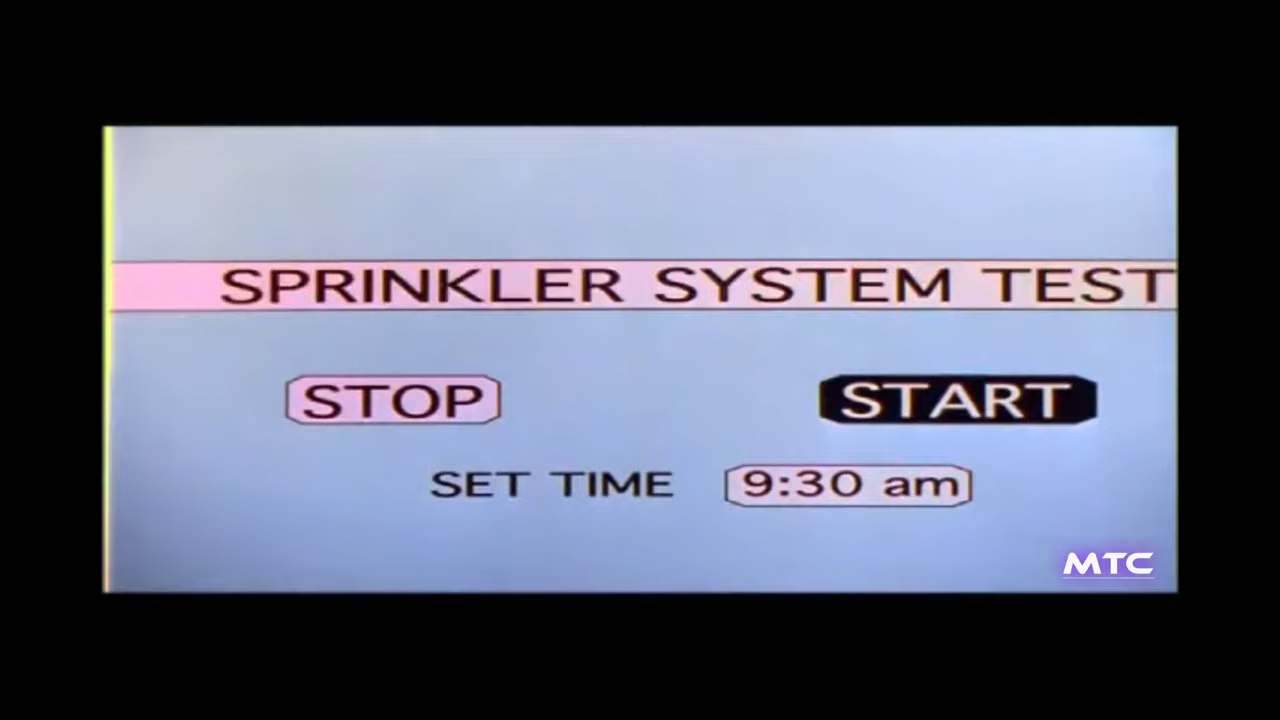 SPRINKLER SYSTEM TEST
STOP
START
SET TIME 9:30 am
MTC